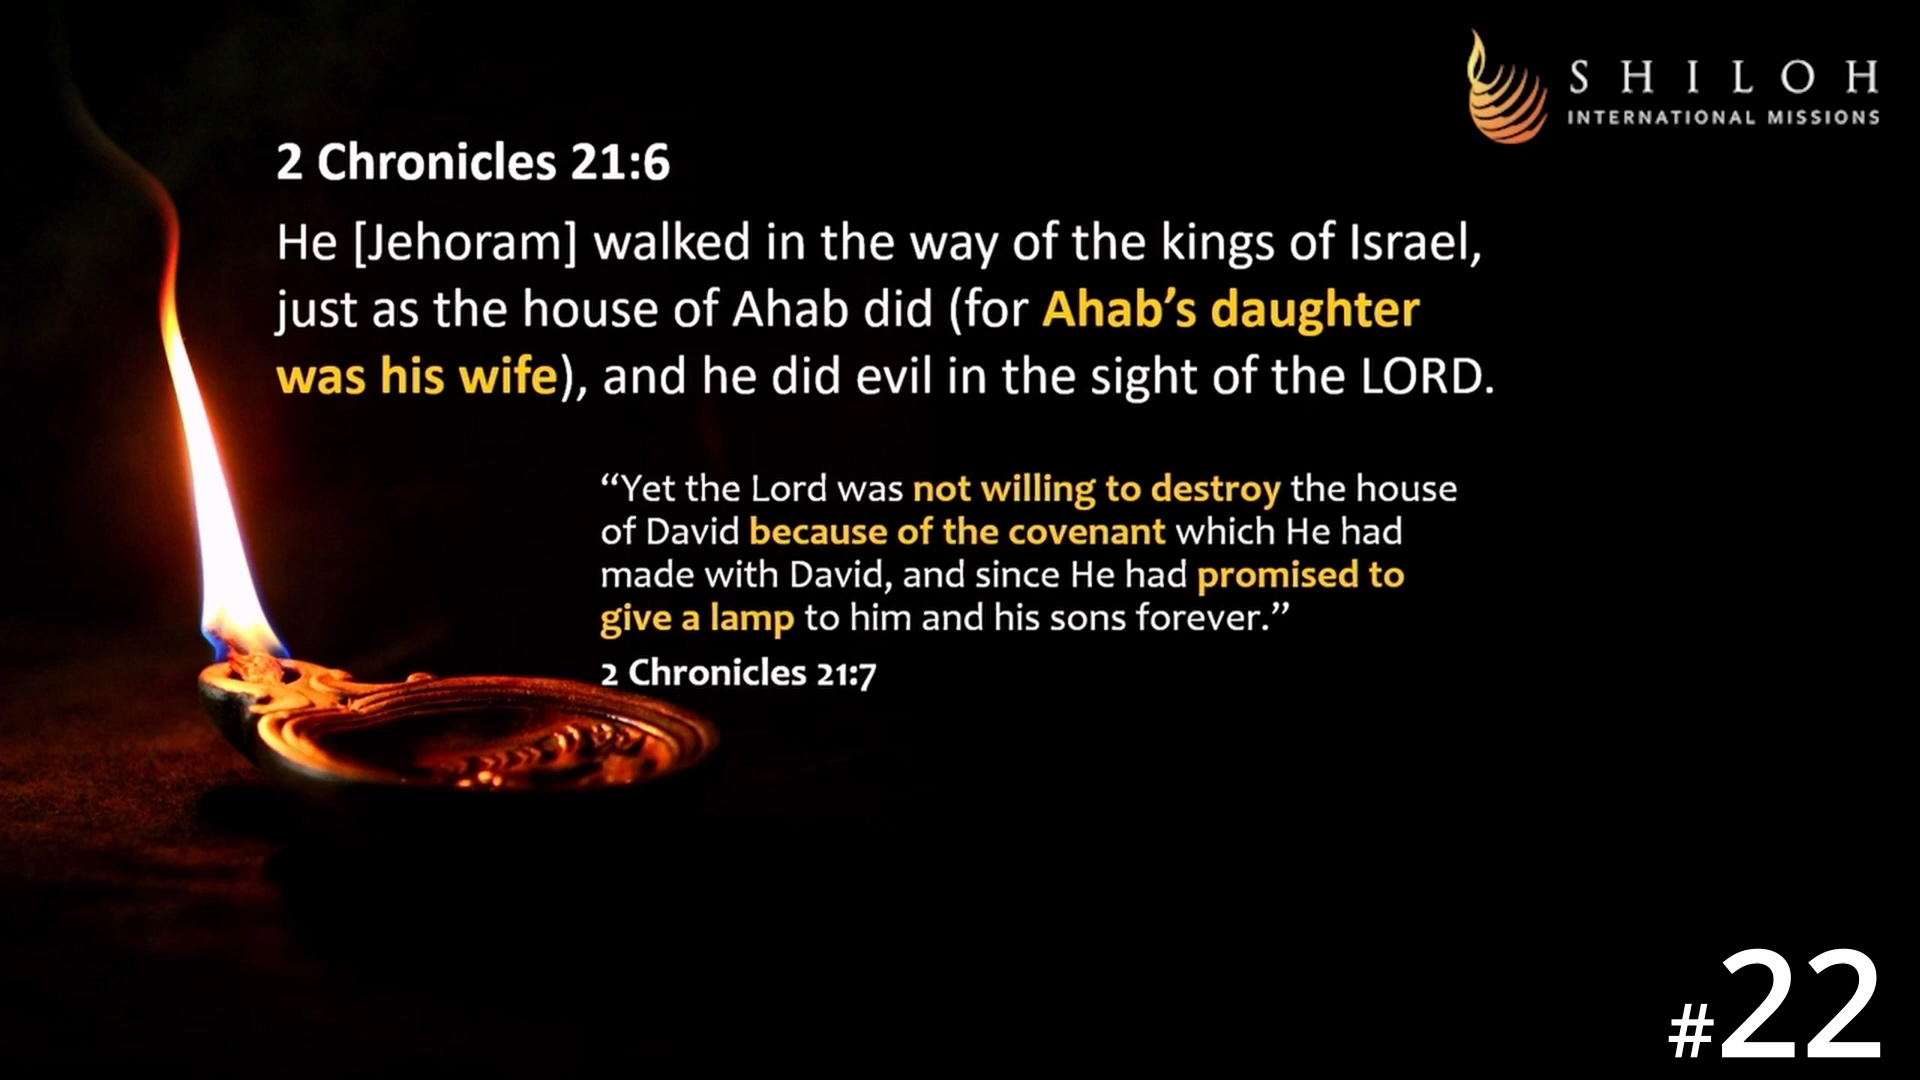 SHILOH
INTERNATIONAL MISSIONS
2 Chronicles 21:6
He [Jehoram] walked in the way of the kings of Israel,
just as the house of Ahab did (for Ahab’s daughter
was his wife), and he did evil in the sight of the LORD.
“Yet the Lord was not willing to destroy the house
of David because of the covenant which He had
made with David, and since He had promised to
give a lamp to him and his sons forever.”
2 Chronicles 21:7
#22